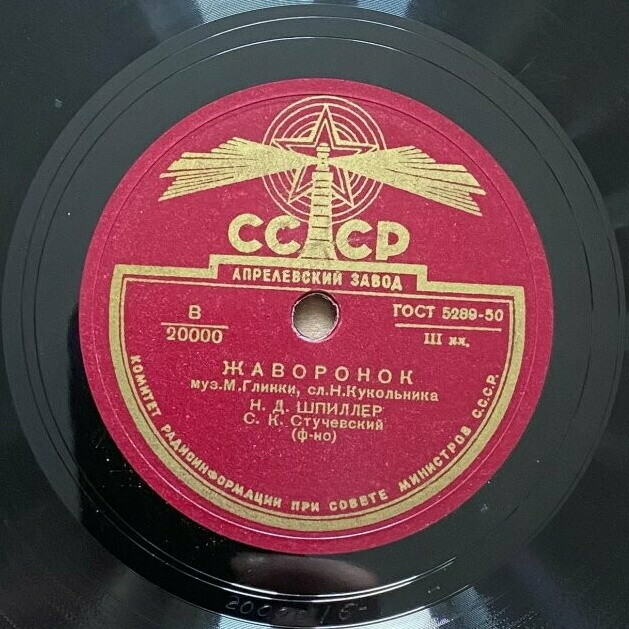 СССР
АПРЕЛЕВСКИЙ ЗАВОД
В
20000
ГОСТ 5289-50
III кл.
ЖАВОРОНОК
муз. М. Глинки, сл. Н. Кукольника
Н. Д. ШПИЛЛЕР
С. К. Стучевский
(ф-но)
КОМИТЕТ РАДИОИНФОРМАЦИИ ПРИ СОВЕТЕ МИНИСТРОВ С.С.С.Р.